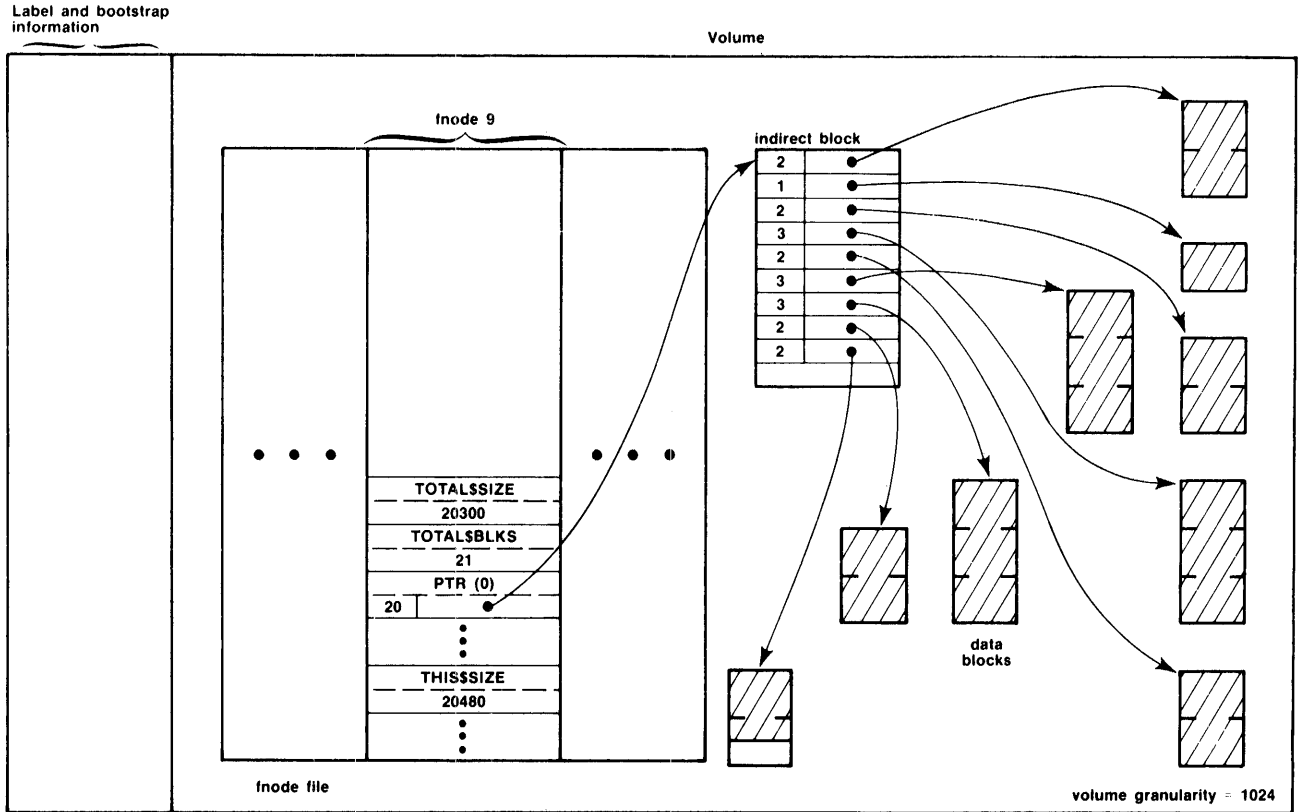 Label and bootstrap
information
Volume
fnode 9
indirect block
2
1
2
3
2
3
3
2
2
TOTAL$SIZE
20300
TOTAL$BLKS
21
PTR (0)
20
THIS$SIZE
20480
data
blocks
fnode file
volume granularity = 1024